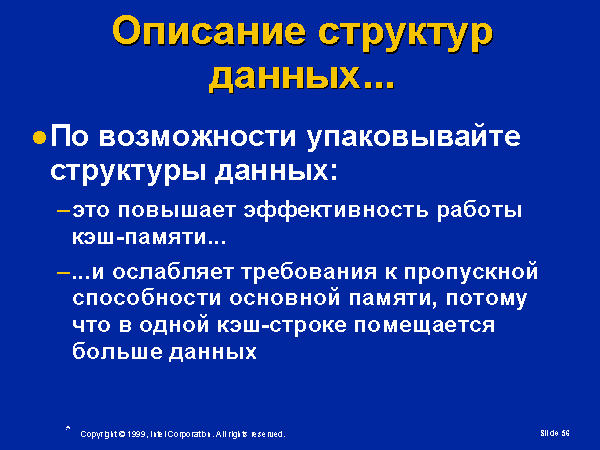 Описание структур
данных...
●По возможности упаковывайте
структуры данных:
–это повышает эффективность работы
кэш-памяти...
–...и ослабляет требования к пропускной
способности основной памяти, потому
что в одной кэш-строке помещается
больше данных
* Copyright © 1999, Intel Corporation. All rights reserved. Slide 56